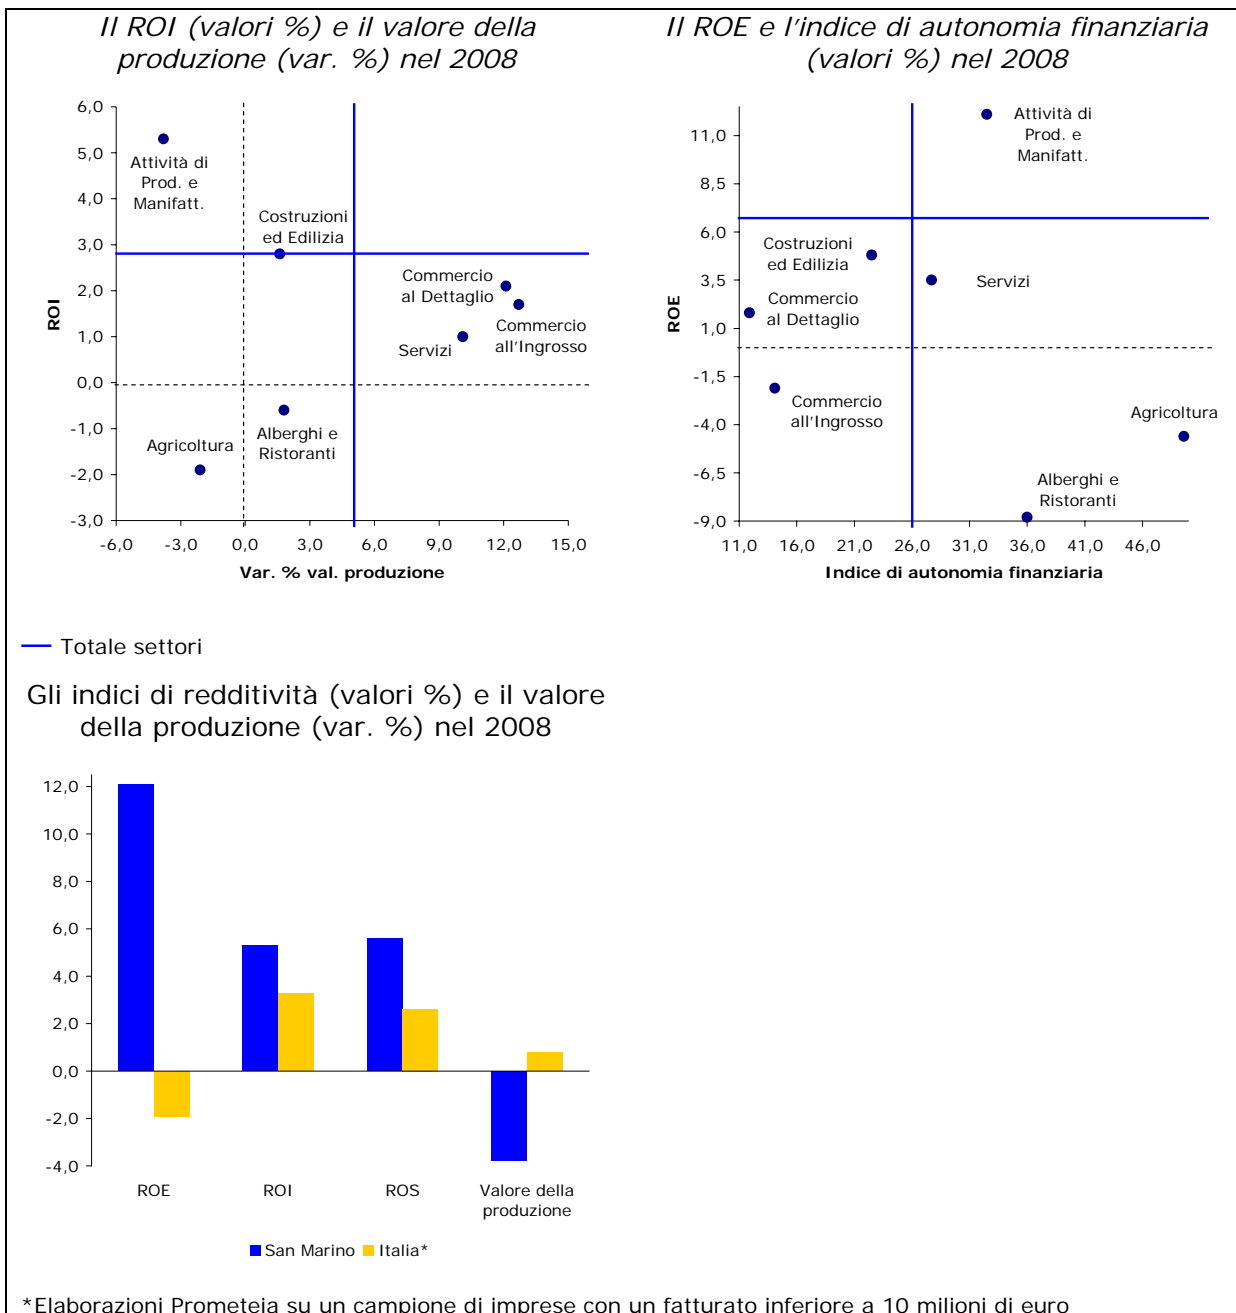 Il ROI (valori %) e il valore della
produzione (var. %) nel 2008
6,0
5,0
4,0
3,0
2,0
1,0
0,0
-1,0
-2,0
-3,0
ROI
Attività di
Prod. e
Manifatt.
Costruzioni
ed Edilizia
Commercio
al Dettaglio
Commercio
all'Ingrosso
Servizi
Agricoltura
Alberghi e
Ristoranti
-6,0 -3,0 0,0 3,0 6,0 9,0 12,0 15,0
Var. % val. produzione
Il ROE e l'indice di autonomia finanziaria
(valori %) nel 2008
11,0
8,5
6,0
3,5
1,0
-1,5
-4,0
-6,5
-9,0
ROE
Attività di
Prod. e
Manifatt.
Costruzioni
ed Edilizia
Servizi
Commercio
al Dettaglio
Commercio
all'Ingrosso
Agricoltura
Alberghi e
Ristoranti
11,0 16,0 21,0 26,0 31,0 36,0 41,0 46,0
Indice di autonomia finanziaria
Totale settori
Gli indici di redditività (valori %) e il valore
della produzione (var. %) nel 2008
12,0
10,0
8,0
6,0
4,0
2,0
0,0
-2,0
-4,0
ROE ROI ROS Valore della
produzione
San Marino Italia*
*Elaborazioni Prometeia su un campione di imprese con un fatturato inferiore a 10 milioni di euro